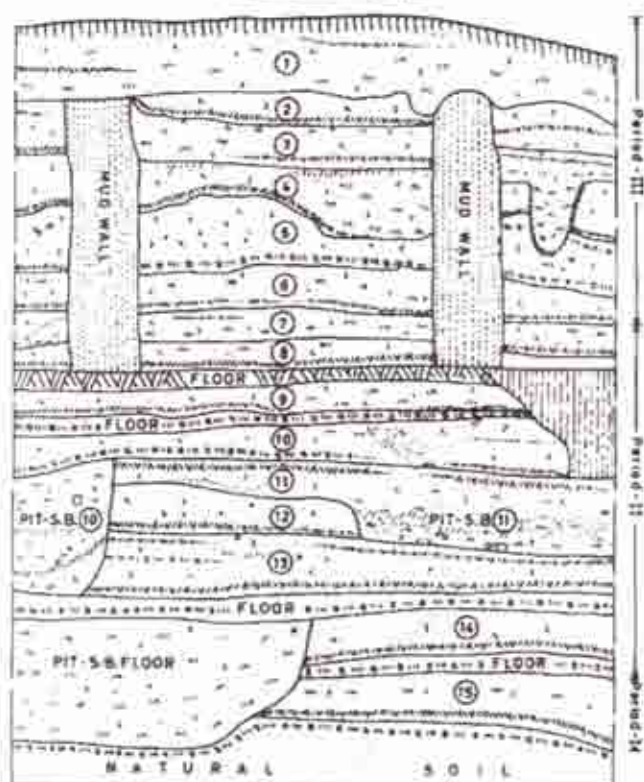 ①
②
③
④
MUD WALL
MUD WALL
⑤
⑥
⑦
⑧
FLOOR
⑨
FLOOR
⑩
⑪
PIT-S.B.⑩
⑫
PIT-S.B.⑪
⑬
FLOOR
⑭
PIT-S.B. FLOOR
FLOOR
⑮
NATURAL SOIL
Period-III
Period-II